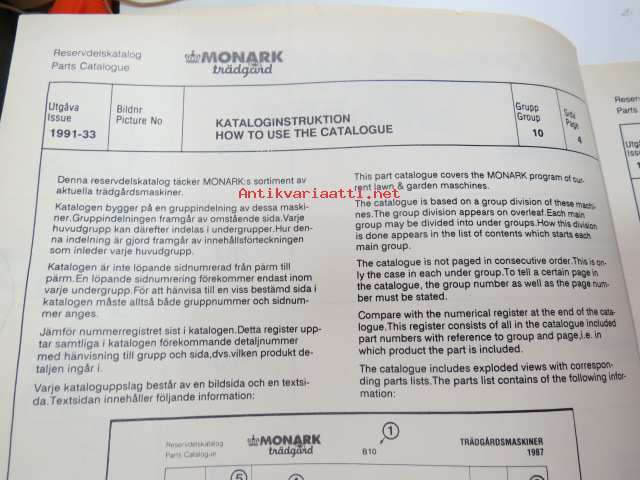 Reservdelskatalog
Parts Catalogue
MONARK
trädgård
Utgåva
Issue
1991-33
Bildnr
Picture No
KATALOGINSTRUKTION
HOW TO USE THE CATALOGUE
Grupp
Group
10
Sida
Page
4
Denna reservdelskatalog täcker MONARK:s sortiment av
aktuella trädgårdsmaskiner.
Katalogen bygger på en gruppindelning av dessa maski-
ner.Gruppindelningen framgår av omstående sida.Varje
huvudgrupp kan därefter indelas i undergrupper.Hur den-
na indelning är gjord framgår av innehållsförteckningen
som inleder varje huvudgrupp.
Katalogen är inte löpande sidnumrerad från pärm till
pärm.En löpande sidnumrering förekommer endast inom
varje undergrupp.För att hänvisa till en viss bestämd sida i
katalogen måste alltså både gruppnummer och sidnum-
mer anges.
Jämför nummerregistret sist i katalogen.Detta register upp-
tar samtliga i katalogen förekommande detaljnummer
med hänvisning till grupp och sida,dvs.vilken produkt de-
taljen ingår i.
Varje kataloguppslag består av en bildsida och en textsi-
da.Textsidan innehåller följande information:
This part catalogue covers the MONARK program of cur-
rent lawn & garden maschines.
The catalogue is based on a group division of these machi-
nes.The group division appears on overleaf.Each main
group may be divided into under groups.How this division
is done appears in the list of contents which starts each
main group.
The catalogue is not paged in consecutive order.This is on-
ly the case in each under group.To tell a certain page in
the catalogue, the group number as well as the page num-
ber must be stated.
Compare with the numerical register at the end of the cata-
logue.This register consists of all in the catalogue included
part numbers with reference to group and page,i.e. in
which product the part is included.
The catalogue includes exploded views with correspon-
ding parts lists.The parts list contains of the following infor-
mation:
Antikvariaatti.net
Reservdelskatalog
Parts Catalogue
MONARK
trädgård
1
B10
TRÄDGÅRDSMASKINER
1987
5